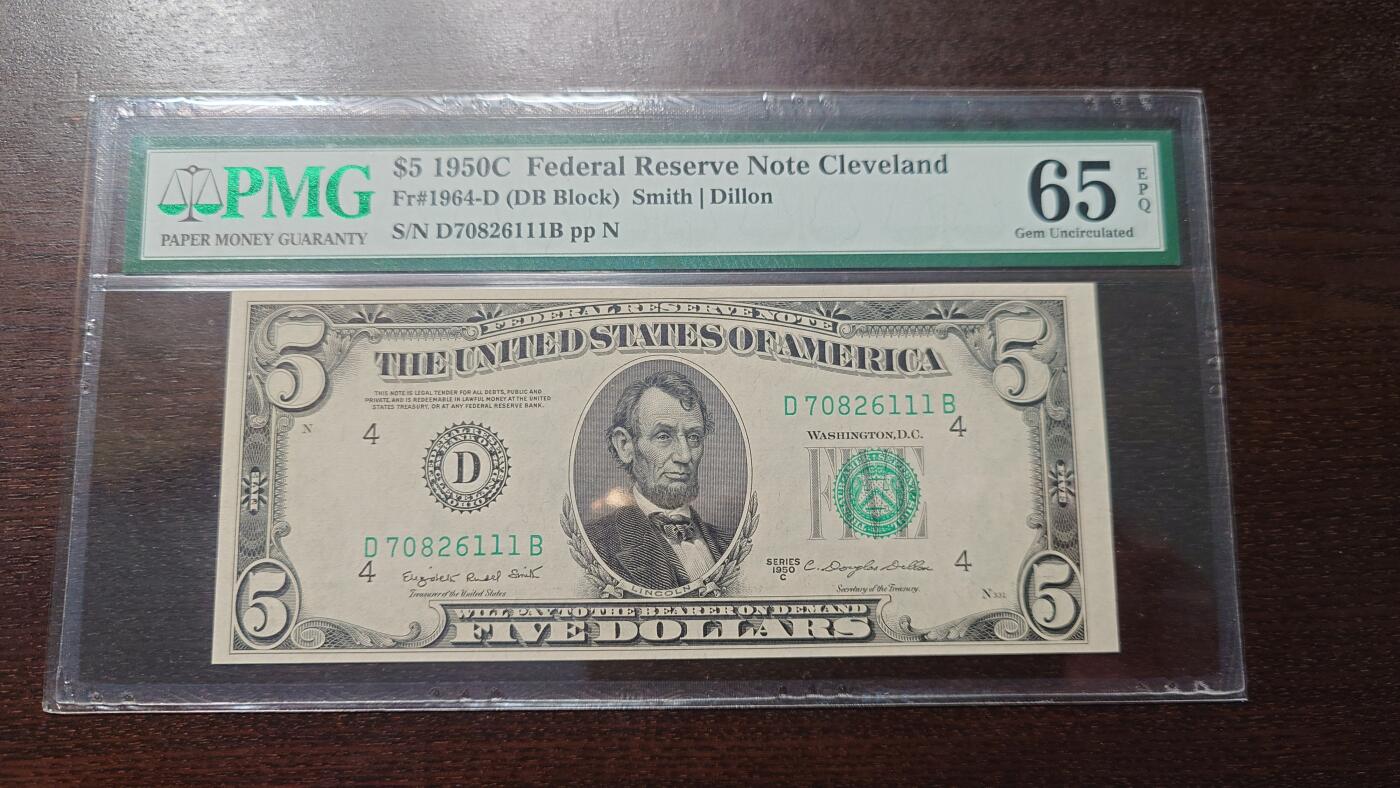 PMG
PAPER MONEY GUARANTY
$5 1950C Federal Reserve Note Cleveland
Fr#1964-D (DB Block) Smith | Dillon
S/N D70826111B pp N
65
EPQ
Gem Uncirculated
5
FEDERAL RESERVE NOTE
5
THE UNITED STATES OF AMERICA
THIS NOTE IS LEGAL TENDER FOR ALL DEBTS, PUBLIC AND
PRIVATE, AND IS REDEEMABLE IN LAWFUL MONEY AT THE UNITED
STATES TREASURY, OR AT ANY FEDERAL RESERVE BANK.
D 70826111 B
N
4
WASHINGTON, D.C.
4
D
FIVE
FIVE
D 70826111 B
4
Elizabeth Rudel Smith
Treasurer of the United States
SERIES
1950
C
C. Douglas Dillon
Secretary of the Treasury.
4
LINCOLN
N
5
WILL PAY TO THE BEARER ON DEMAND
FIVE DOLLARS
5